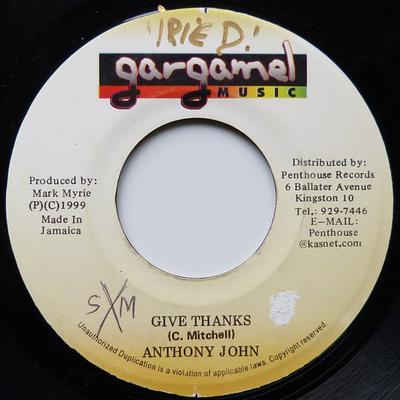 IRIE D.
gargamel
MUSIC
Produced by:
Mark Myrie
(P)(C)1999
Made In
Jamaica
Distributed by:
Penthouse Records
6 Ballater Avenue
Kingston 10
Tel,: 929-7446
E-MAIL:
Penthouse
@kasnet.com
SXM
GIVE THANKS
(C. Mitchell)
ANTHONY JOHN
Unauthorized Duplication is a violation of applicable laws. Copyright reserved.